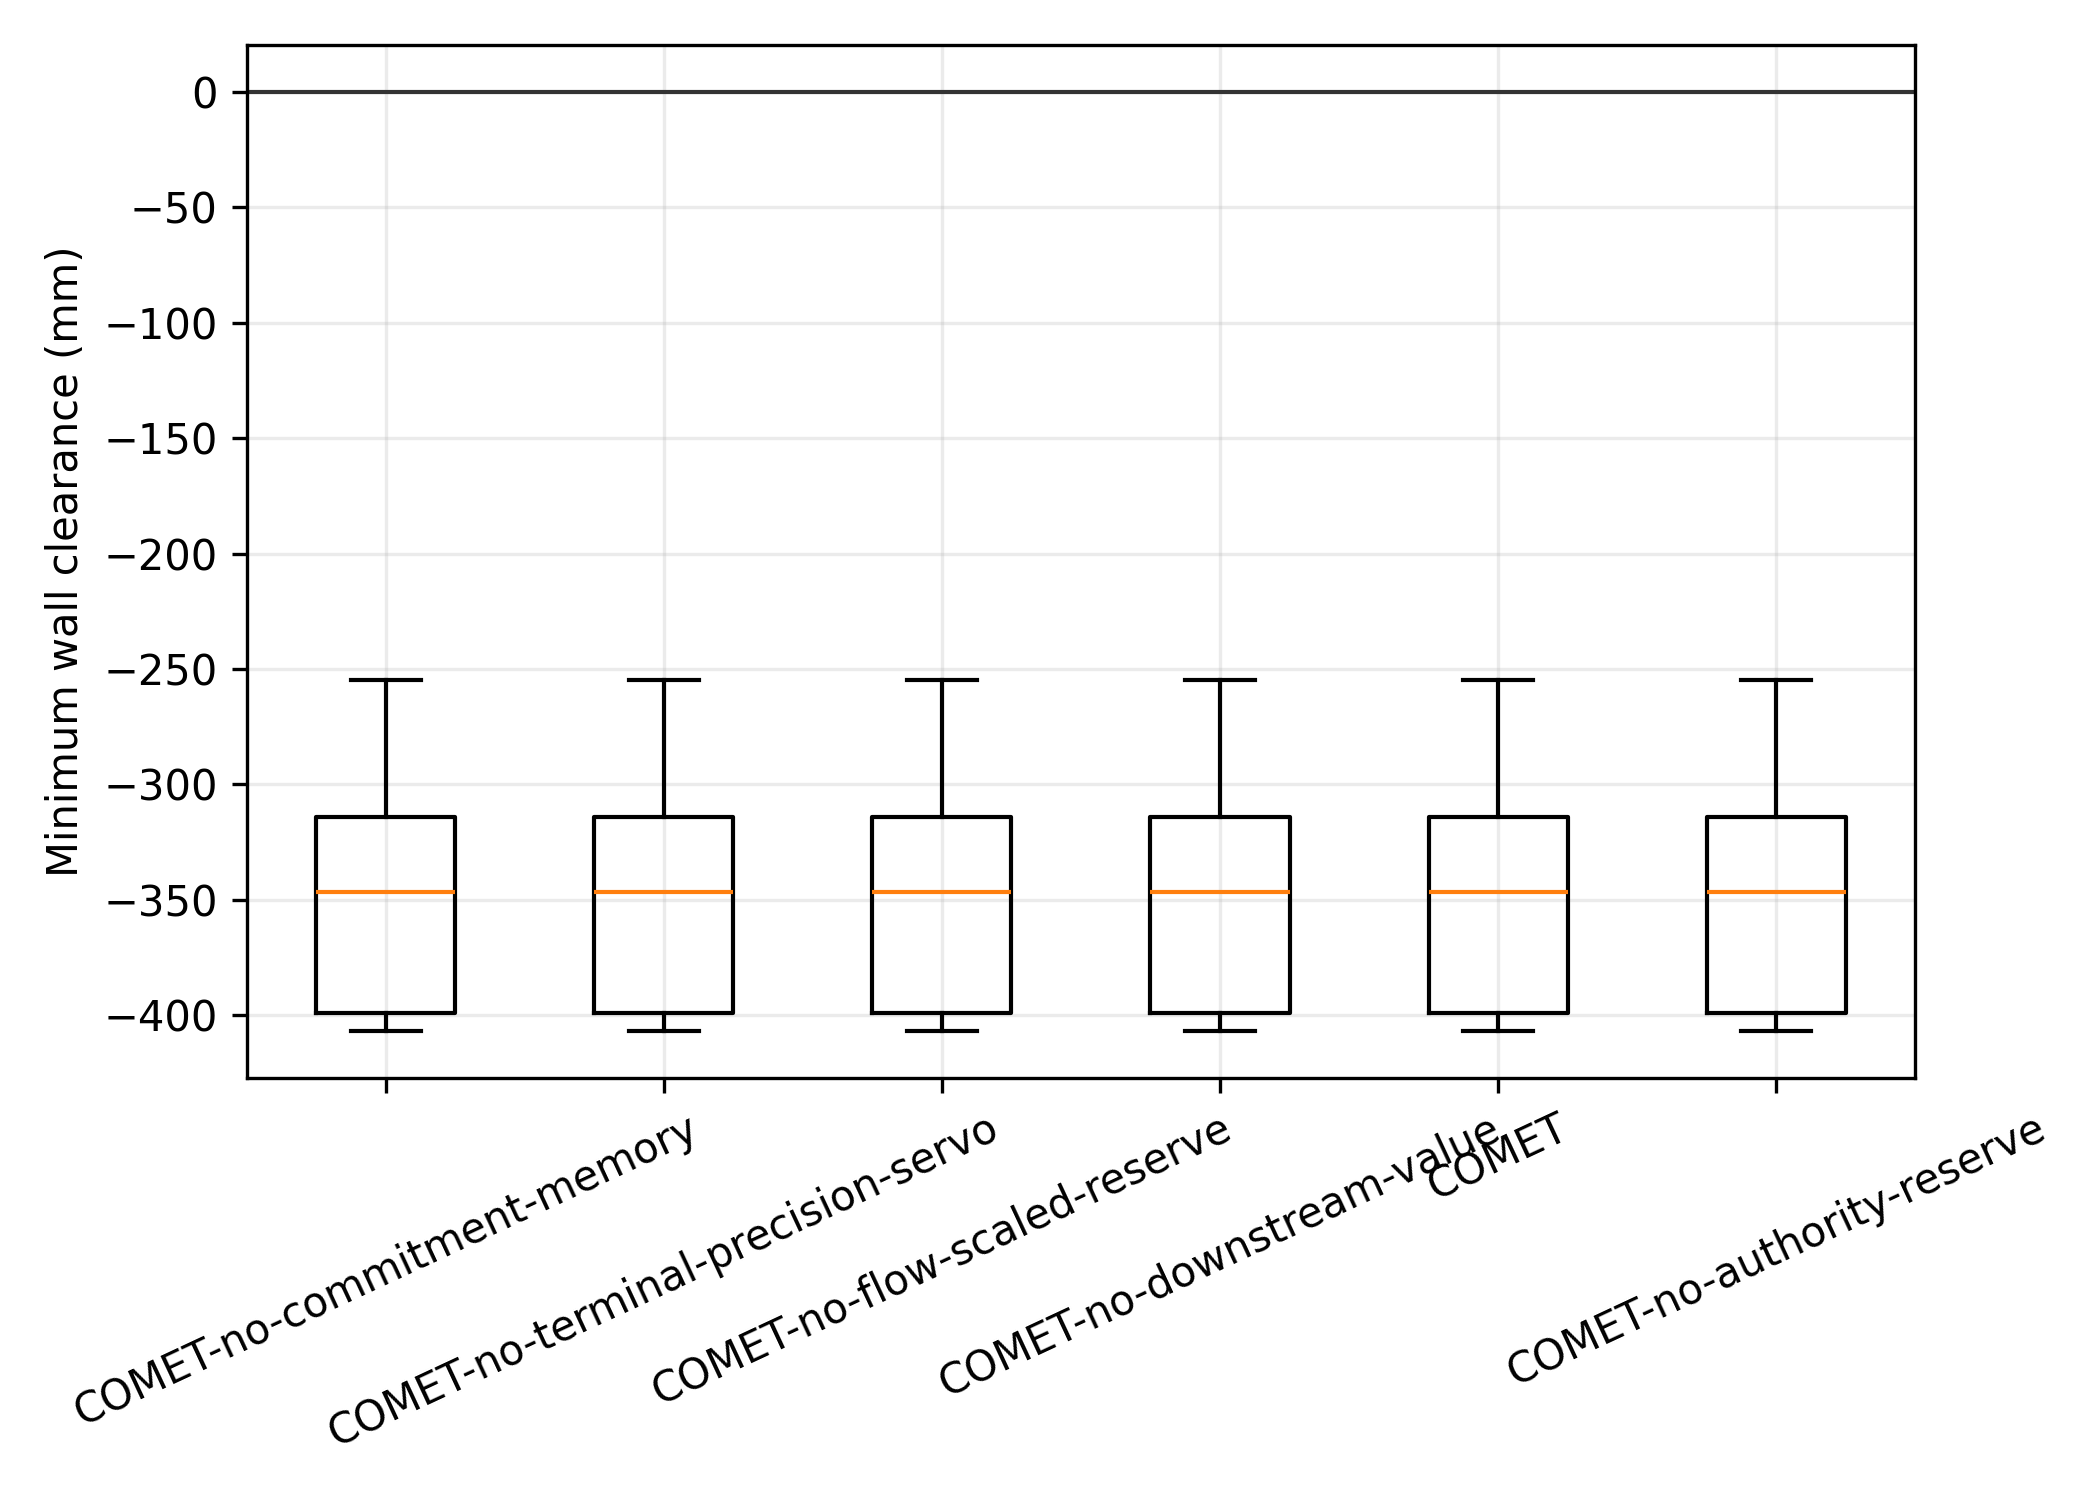 Minimum wall clearance (mm)
0
−50
−100
−150
−200
−250
−300
−350
−400
COMET-no-commitment-memory
COMET-no-terminal-precision-servo
COMET-no-flow-scaled-reserve
COMET-no-downstream-value
COMET
COMET-no-authority-reserve